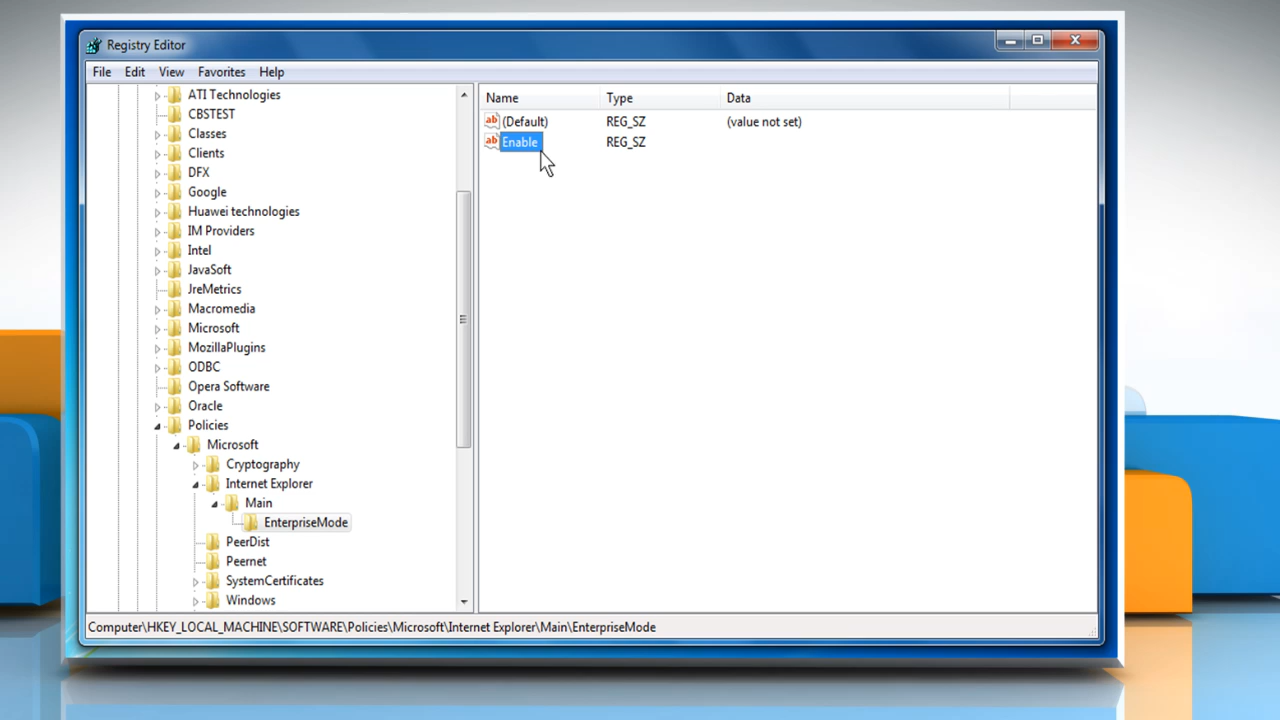 Registry Editor
File Edit View Favorites Help
ATI Technologies
CBSTEST
Classes
Clients
DFX
Google
Huawei technologies
IM Providers
Intel
JavaSoft
JreMetrics
Macromedia
Microsoft
MozillaPlugins
ODBC
Opera Software
Oracle
Policies
Microsoft
Cryptography
Internet Explorer
Main
EnterpriseMode
PeerDist
Peernet
SystemCertificates
Windows
Name Type Data
ab (Default) REG_SZ (value not set)
ab Enable REG_SZ
Computer\HKEY_LOCAL_MACHINE\SOFTWARE\Policies\Microsoft\Internet Explorer\Main\EnterpriseMode